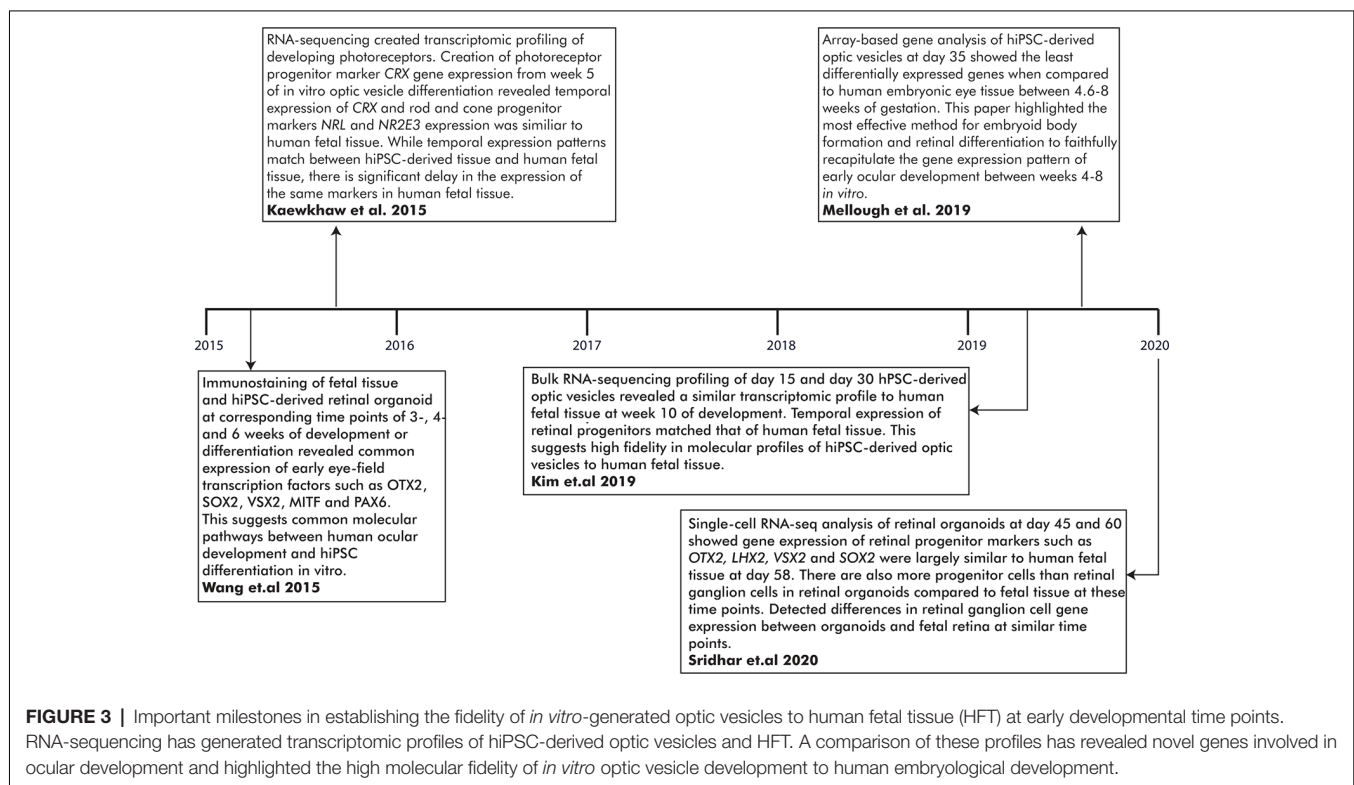 RNA-sequencing created transcriptomic profiling of
developing photoreceptors. Creation of photoreceptor
progenitor marker CRX gene expression from week 5
of in vitro optic vesicle differentiation revealed temporal
expression of CRX and rod and cone progenitor
markers NRL and NR2E3 expression was similiar to
human fetal tissue. While temporal expression patterns
match between hiPSC-derived tissue and human fetal
tissue, there is significant delay in the expression of
the same markers in human fetal tissue.
Kaewkhaw et al. 2015
Array-based gene analysis of hiPSC-derived
optic vesicles at day 35 showed the least
differentially expressed genes when compared
to human embryonic eye tissue between 4.6-8
weeks of gestation. This paper highlighted the
most effective method for embryoid body
formation and retinal differentiation to faithfully
recapitulate the gene expression pattern of
early ocular development between weeks 4-8
in vitro.
Mellough et al. 2019
2015
2016
2017
2018
2019
2020
Immunostaining of fetal tissue
and hiPSC-derived retinal organoid
at corresponding time points of 3-, 4-
and 6 weeks of development or
differentiation revealed common
expression of early eye-field
transcription factors such as OTX2,
SOX2, VSX2, MITF and PAX6.
This suggests common molecular
pathways between human ocular
development and hiPSC
differentiation in vitro.
Wang et.al 2015
Bulk RNA-sequencing profiling of day 15 and day 30 hPSC-derived
optic vesicles revealed a similar transcriptomic profile to human
fetal tissue at week 10 of development. Temporal expression of
retinal progenitors matched that of human fetal tissue. This
suggests high fidelity in molecular profiles of hiPSC-derived optic
vesicles to human fetal tissue.
Kim et.al 2019
Single-cell RNA-seq analysis of retinal organoids at day 45 and 60
showed gene expression of retinal progenitor markers such as
OTX2, LHX2, VSX2 and SOX2 were largely similar to human fetal
tissue at day 58. There are also more progenitor cells than retinal
ganglion cells in retinal organoids compared to fetal tissue at these
time points. Detected differences in retinal ganglion cell gene
expression between organoids and fetal retina at similar time
points.
Sridhar et.al 2020
FIGURE 3 | Important milestones in establishing the fidelity of in vitro-generated optic vesicles to human fetal tissue (HFT) at early developmental time points.
RNA-sequencing has generated transcriptomic profiles of hiPSC-derived optic vesicles and HFT. A comparison of these profiles has revealed novel genes involved in
ocular development and highlighted the high molecular fidelity of in vitro optic vesicle development to human embryological development.